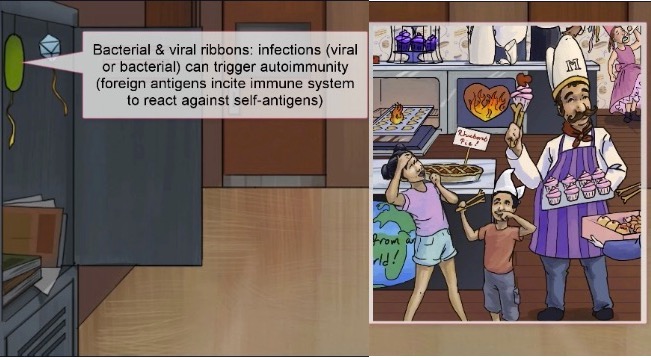 Bacterial & viral ribbons: infections (viral
or bacterial) can trigger autoimmunity
(foreign antigens incite immune system
to react against self-antigens)
M
Pie!
from an
rld!